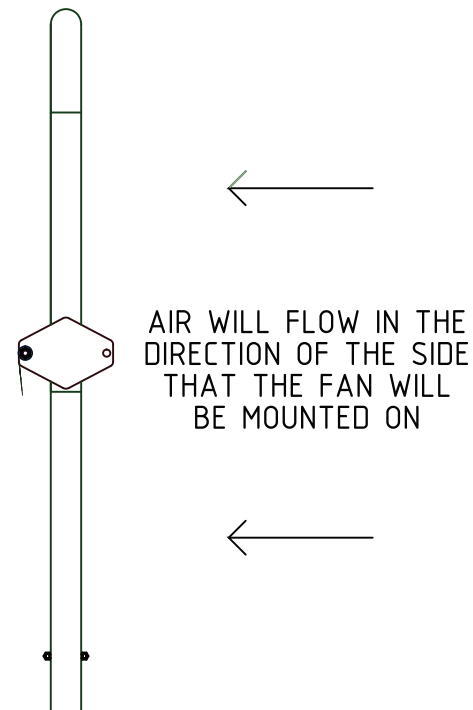 AIR WILL FLOW IN THE
DIRECTION OF THE SIDE
THAT THE FAN WILL
BE MOUNTED ON